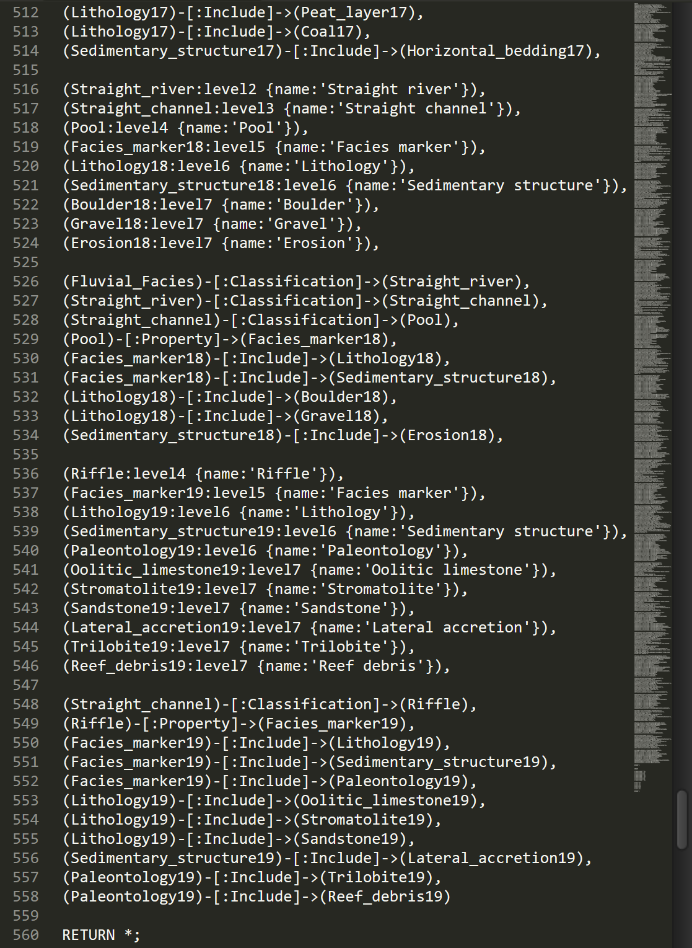 512 (Lithology17)-[:Include]->(Peat_layer17),
513 (Lithology17)-[:Include]->(Coal17),
514 (Sedimentary_structure17)-[:Include]->(Horizontal_bedding17),
515
516 (Straight_river:level2 {name:'Straight river'}),
517 (Straight_channel:level3 {name:'Straight channel'}),
518 (Pool:level4 {name:'Pool'}),
519 (Facies_marker18:level5 {name:'Facies marker'}),
520 (Lithology18:level6 {name:'Lithology'}),
521 (Sedimentary_structure18:level6 {name:'Sedimentary structure'}),
522 (Boulder18:level7 {name:'Boulder'}),
523 (Gravel18:level7 {name:'Gravel'}),
524 (Erosion18:level7 {name:'Erosion'}),
525
526 (Fluvial_Facies)-[:Classification]->(Straight_river),
527 (Straight_river)-[:Classification]->(Straight_channel),
528 (Straight_channel)-[:Classification]->(Pool),
529 (Pool)-[:Property]->(Facies_marker18),
530 (Facies_marker18)-[:Include]->(Lithology18),
531 (Facies_marker18)-[:Include]->(Sedimentary_structure18),
532 (Lithology18)-[:Include]->(Boulder18),
533 (Lithology18)-[:Include]->(Gravel18),
534 (Sedimentary_structure18)-[:Include]->(Erosion18),
535
536 (Riffle:level4 {name:'Riffle'}),
537 (Facies_marker19:level5 {name:'Facies marker'}),
538 (Lithology19:level6 {name:'Lithology'}),
539 (Sedimentary_structure19:level6 {name:'Sedimentary structure'}),
540 (Paleontology19:level6 {name:'Paleontology'}),
541 (Oolitic_limestone19:level7 {name:'Oolitic limestone'}),
542 (Stromatolite19:level7 {name:'Stromatolite'}),
543 (Sandstone19:level7 {name:'Sandstone'}),
544 (Lateral_accretion19:level7 {name:'Lateral accretion'}),
545 (Trilobite19:level7 {name:'Trilobite'}),
546 (Reef_debris19:level7 {name:'Reef debris'}),
547
548 (Straight_channel)-[:Classification]->(Riffle),
549 (Riffle)-[:Property]->(Facies_marker19),
550 (Facies_marker19)-[:Include]->(Lithology19),
551 (Facies_marker19)-[:Include]->(Sedimentary_structure19),
552 (Facies_marker19)-[:Include]->(Paleontology19),
553 (Lithology19)-[:Include]->(Oolitic_limestone19),
554 (Lithology19)-[:Include]->(Stromatolite19),
555 (Lithology19)-[:Include]->(Sandstone19),
556 (Sedimentary_structure19)-[:Include]->(Lateral_accretion19),
557 (Paleontology19)-[:Include]->(Trilobite19),
558 (Paleontology19)-[:Include]->(Reef_debris19)
559
560 RETURN *;